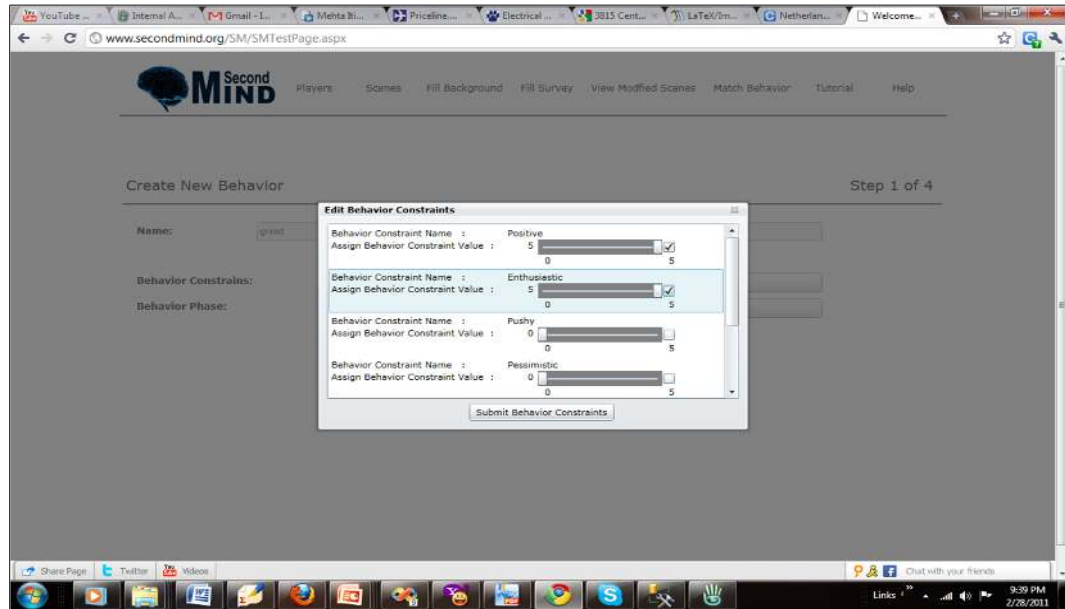 YouTube ...
Internal A...
Gmail - I...
Mehta Iti...
Priceline....
Electrical ...
3815 Cent...
LaTeX/Im...
Netherlan...
Welcome...
www.secondmind.org/SM/SMTestPage.aspx
Second
MIND
Players Scenes Fill Background Fill Survey View Modfied Scenes Match Behavior Tutorial Help
Create New Behavior Step 1 of 4
Name: greet
Behavior Constrains:
Behavior Phase:
Edit Behavior Constraints
Behavior Constraint Name : Positive
Assign Behavior Constraint Value : 5
0 5
Behavior Constraint Name : Enthusiastic
Assign Behavior Constraint Value : 5
0 5
Behavior Constraint Name : Pushy
Assign Behavior Constraint Value : 0
0 5
Behavior Constraint Name : Pessimistic
Assign Behavior Constraint Value : 0
0 5
Submit Behavior Constraints
Share Page Twitter Videos Chat with your friends
Links 9:39 PM
2/28/2011